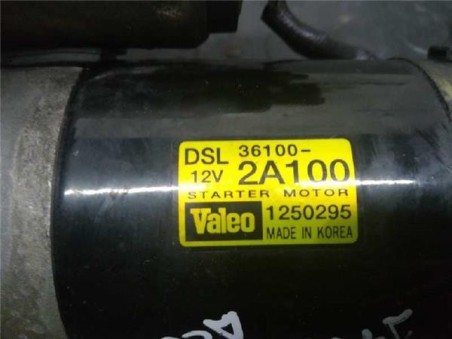 DSL 36100-
12V 2A100
STARTER MOTOR
Valeo 1250295
MADE IN KOREA